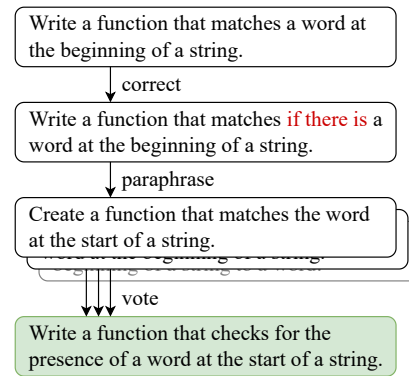 Write a function that matches a word at
the beginning of a string.
correct
Write a function that matches if there is a
word at the beginning of a string.
paraphrase
Create a function that matches the word
at the start of a string.
vote
Write a function that checks for the
presence of a word at the start of a string.